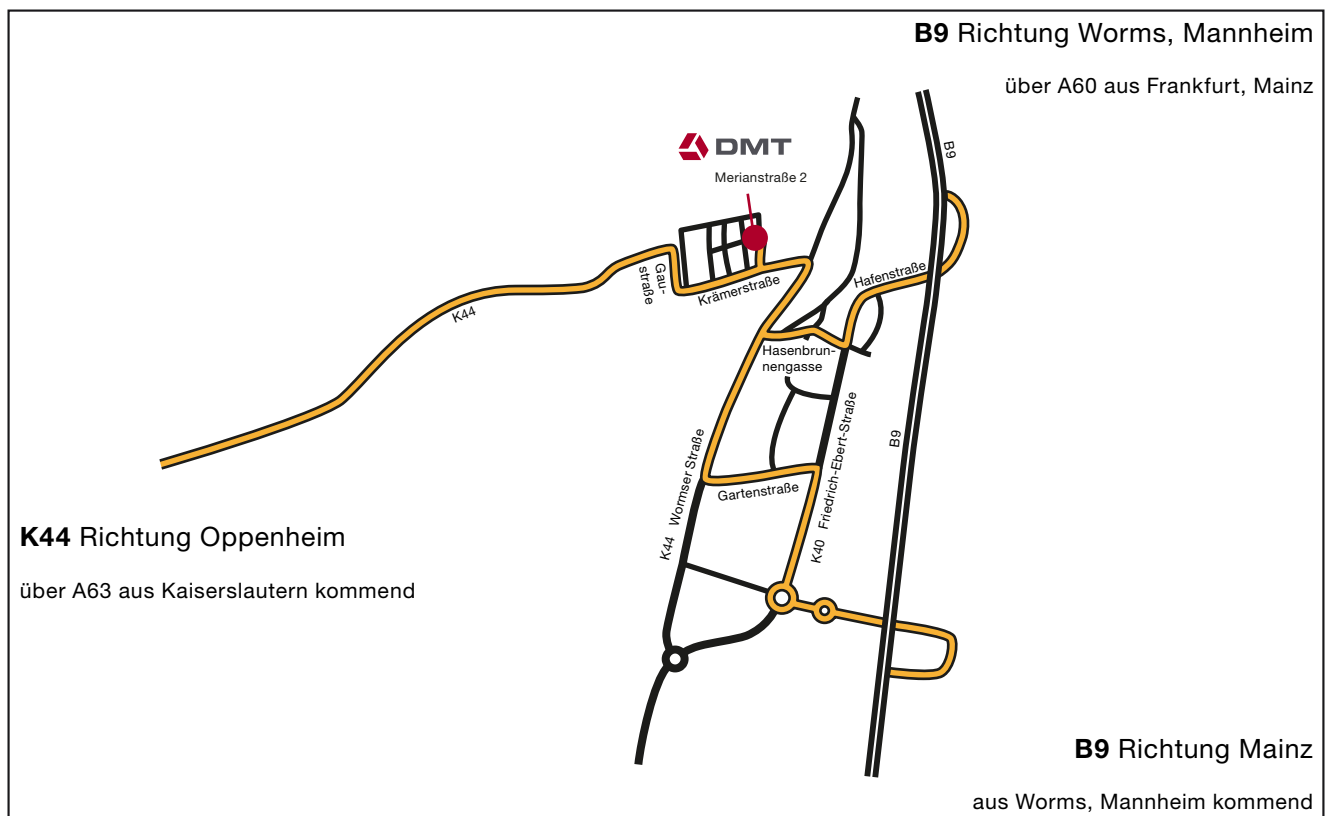 B9 Richtung Worms, Mannheim
über A60 aus Frankfurt, Mainz
B9
DMT
Merianstraße 2
Gau-
straße
Krämerstraße
Hafenstraße
K44
Hasenbrun-
nengasse
K44 Wormser Straße
Gartenstraße
K40 Friedrich-Ebert-Straße
B9
K44 Richtung Oppenheim
über A63 aus Kaiserslautern kommend
B9 Richtung Mainz
aus Worms, Mannheim kommend